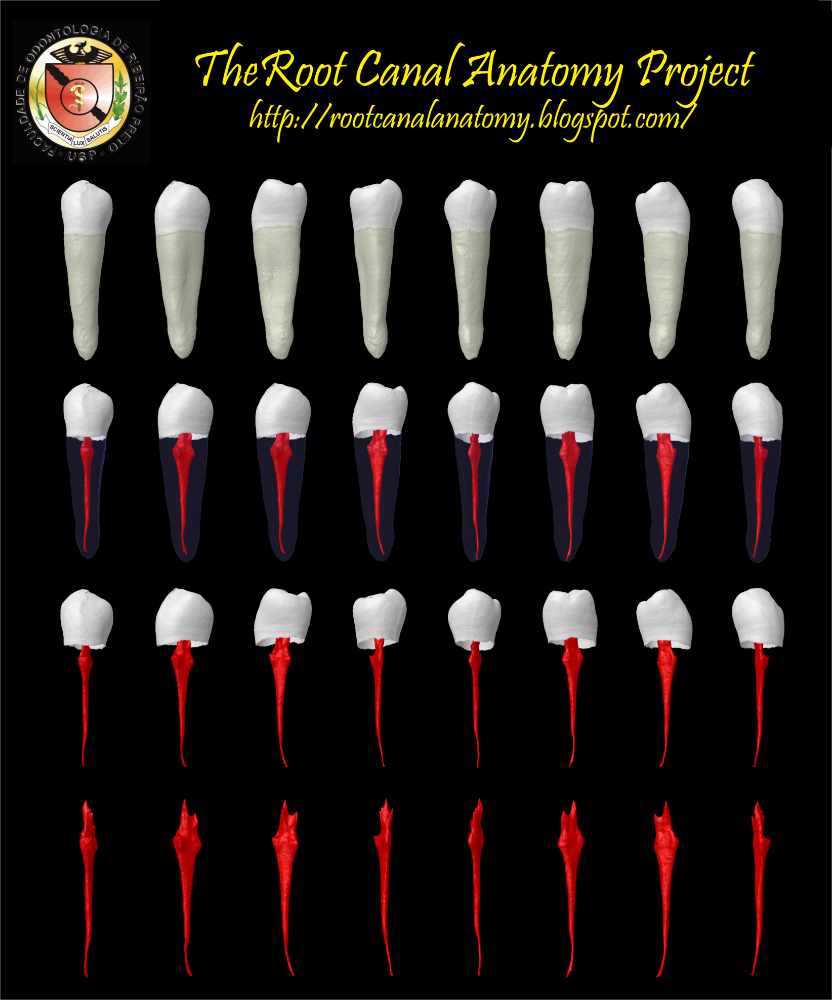 FACULDADE DE ODONTOLOGIA DE RIBEIRÃO PRETO
• USP •
SCIENTIA LUX SALUTIS
TheRoot Canal Anatomy Project
http://rootcanalanatomy.blogspot.com/